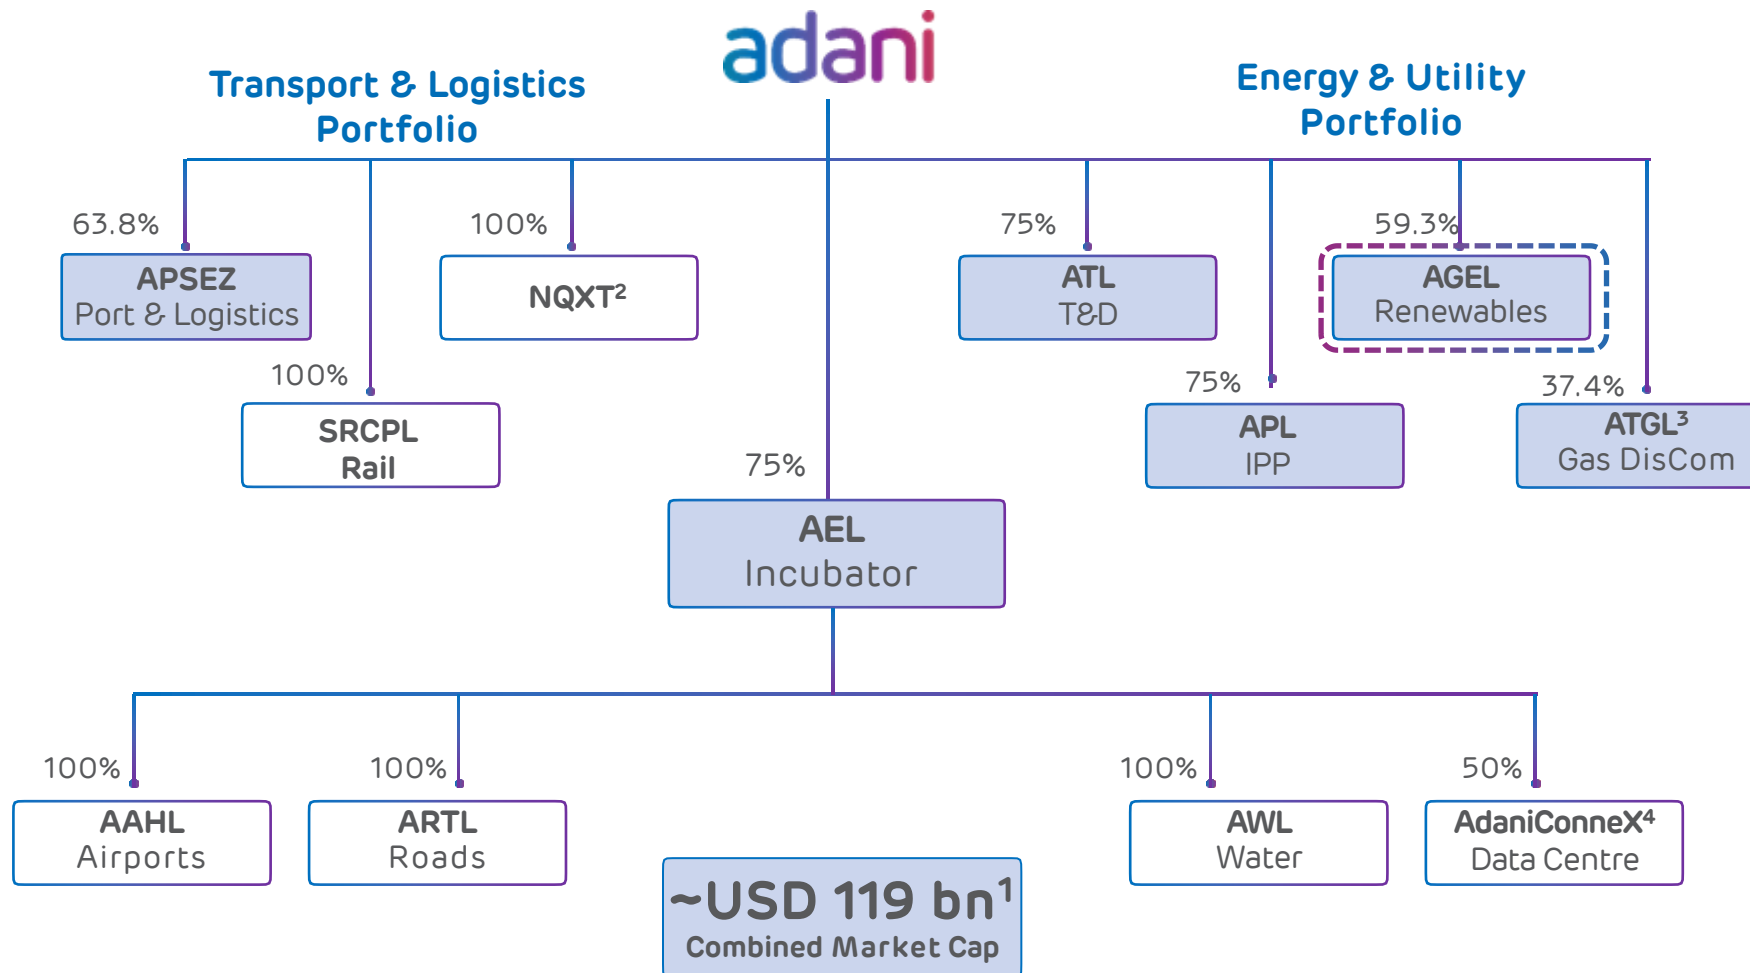 adani
Transport & Logistics
Portfolio
Energy & Utility
Portfolio
63.8%
APSEZ
Port & Logistics
100%
SRCPL
Rail
100%
NQXT²
75%
ATL
T&D
75%
APL
IPP
59.3%
AGEL
Renewables
37.4%
ATGL³
Gas DisCom
75%
AEL
Incubator
100%
AAHL
Airports
100%
ARTL
Roads
100%
AWL
Water
50%
AdaniConneX⁴
Data Centre
~USD 119 bn¹
Combined Market Cap